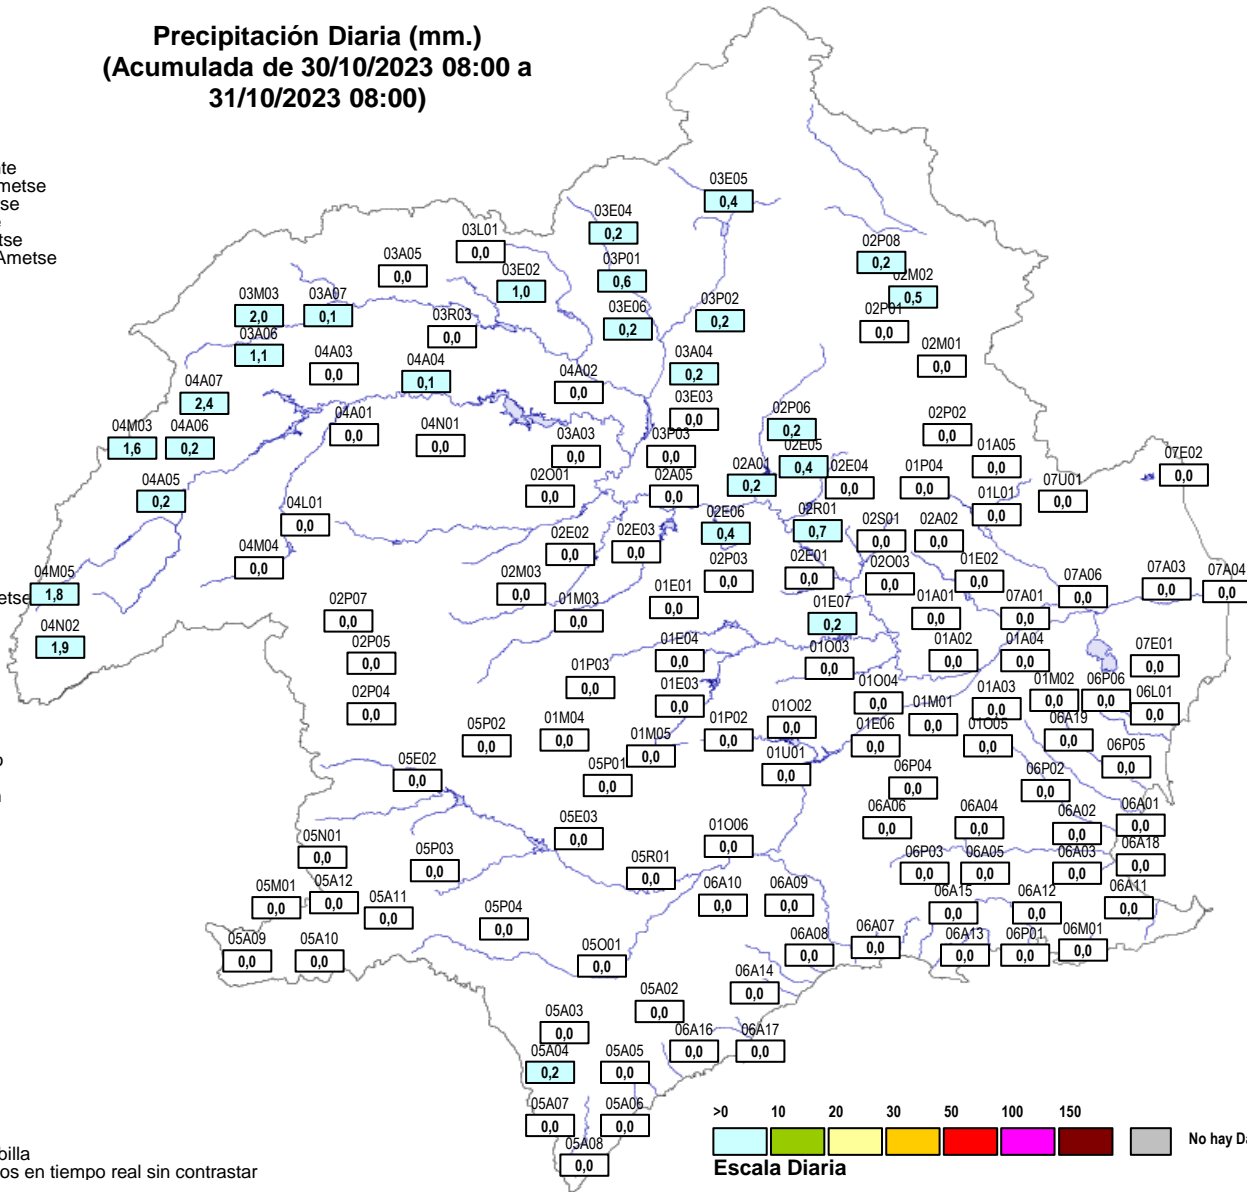 Precipitación Diaria (mm.)
(Acumulada de 30/10/2023 08:00 a
31/10/2023 08:00)
nte
metse
se
e
tse
Ametse
03E05
0,4
03E04
0,2
03L01
0,0
02P08
0,2
03A05
0,0
03P01
0,6
03E02
1,0
02M02
0,5
03M03
2,0
03A07
0,1
03P02
0,2
03E06
0,2
02P01
0,0
03R03
0,0
03A06
1,1
04A03
0,0
04A04
0,1
03A04
0,2
02M01
0,0
04A02
0,0
04A07
2,4
03E03
0,0
04A01
0,0
04N01
0,0
02P06
0,2
02P02
0,0
04M03
1,6
04A06
0,2
03A03
0,0
03P03
0,0
02E05
0,4
01A05
0,0
07E02
0,0
04A05
0,2
02O01
0,0
02A05
0,0
02A01
0,2
02E04
0,0
01P04
0,0
07U01
0,0
01L01
0,0
04L01
0,0
02E06
0,4
02R01
0,7
02S01
0,0
02A02
0,0
02E02
0,0
02E03
0,0
04M04
0,0
02P03
0,0
02E01
0,0
02O03
0,0
01E02
0,0
04M05
1,8
etse
02M03
0,0
01M03
0,0
01E01
0,0
07A06
0,0
07A03
0,0
07A04
0,0
02P07
0,0
01E07
0,2
01A01
0,0
07A01
0,0
04N02
1,9
02P05
0,0
01E04
0,0
01O03
0,0
01A02
0,0
01A04
0,0
07E01
0,0
01P03
0,0
01E03
0,0
01O04
0,0
01A03
0,0
01M02
0,0
06P06
0,0
06L01
0,0
02P04
0,0
05P02
0,0
01M04
0,0
01M05
0,0
01P02
0,0
01O02
0,0
01M01
0,0
01E06
0,0
01O05
0,0
06A19
0,0
o
05E02
0,0
05P01
0,0
01U01
0,0
06P04
0,0
06P02
0,0
06P05
0,0
05E03
0,0
01O06
0,0
06A06
0,0
06A04
0,0
06A02
0,0
06A01
0,0
05N01
0,0
05P03
0,0
05R01
0,0
06P03
0,0
06A05
0,0
06A03
0,0
06A18
0,0
05M01
0,0
05A12
0,0
05A11
0,0
06A10
0,0
06A09
0,0
06A15
0,0
06A12
0,0
06A11
0,0
05P04
0,0
05A09
0,0
05A10
0,0
05O01
0,0
06A08
0,0
06A07
0,0
06A13
0,0
06P01
0,0
06M01
0,0
06A14
0,0
05A02
0,0
05A03
0,0
06A16
0,0
06A17
0,0
05A04
0,2
05A05
0,0
05A07
0,0
05A06
0,0
05A08
0,0
>0 10 20 30 50 100 150
No hay Da
Escala Diaria
billa
os en tiempo real sin contrastar